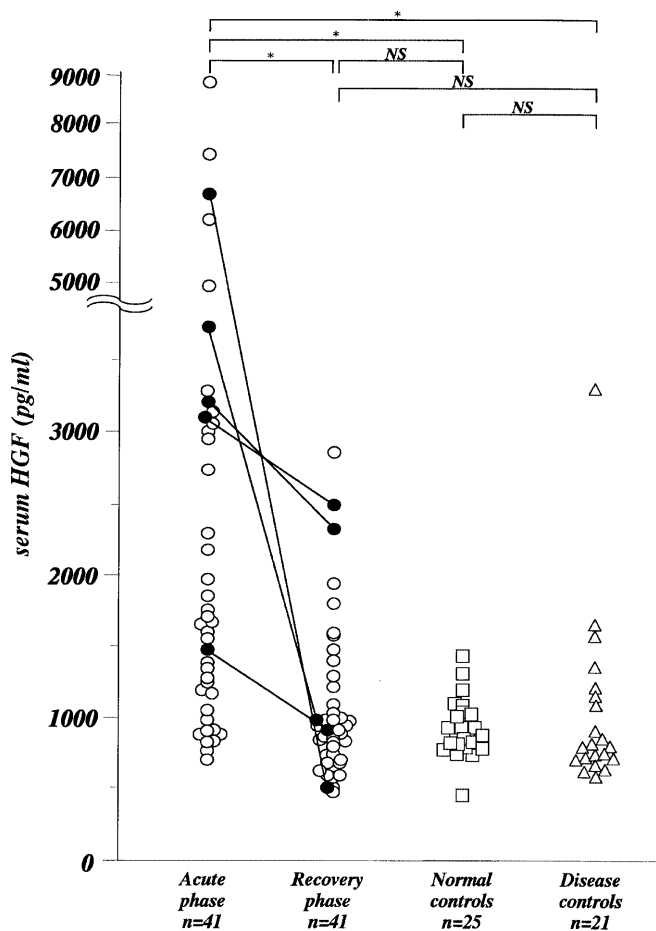 *
*
* NS
NS
NS
9000
8000
7000
6000
5000
3000
2000
1000
0
serum HGF (pg/ml)
Acute Recovery Normal Disease
phase phase controls controls
n=41 n=41 n=25 n=21